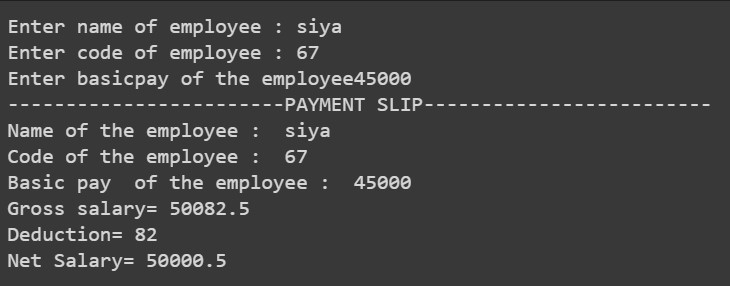 Enter name of employee : siya
Enter code of employee : 67
Enter basicpay of the employee45000
------------------------PAYMENT SLIP-------------------------
Name of the employee :  siya
Code of the employee :  67
Basic pay  of the employee :  45000
Gross salary= 50082.5
Deduction= 82
Net Salary= 50000.5